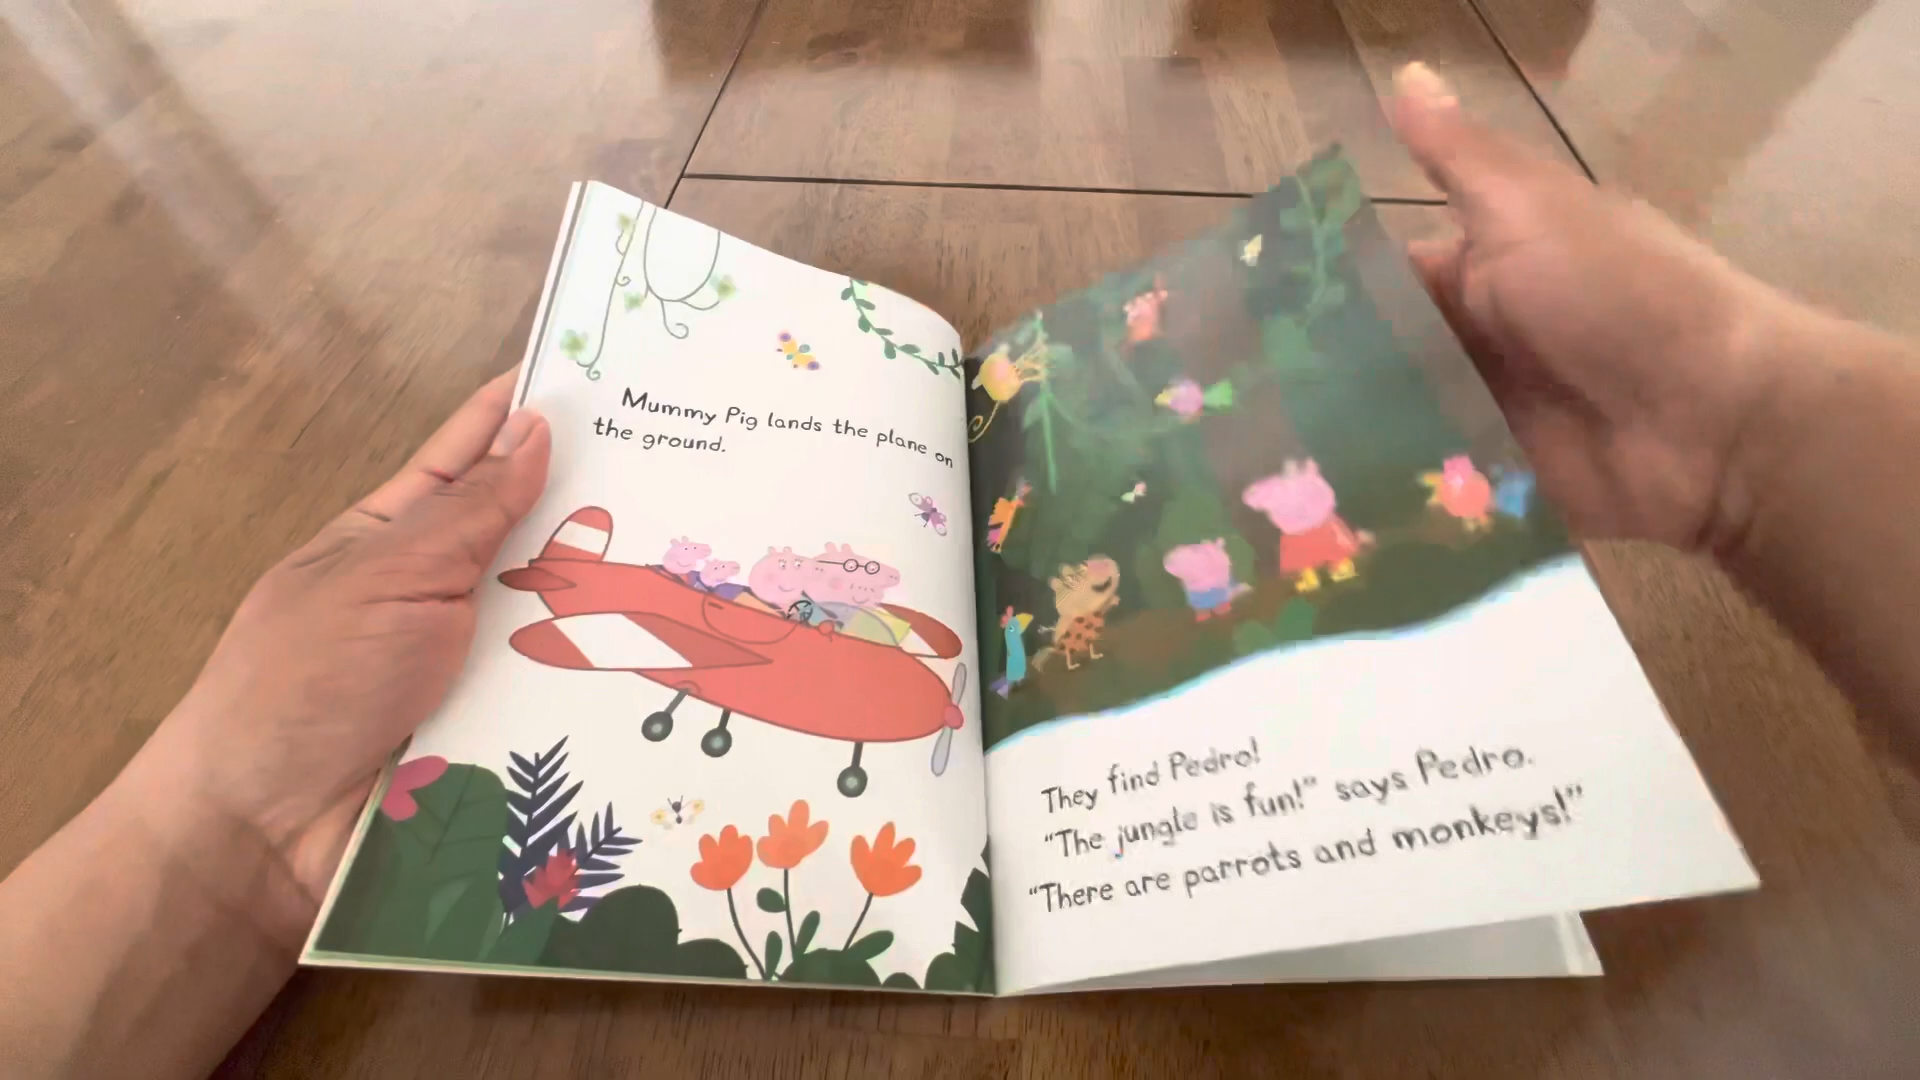 Mummy Pig lands the plane on
the ground.
They find Pedro!
"The jungle is fun!" says Pedro.
"There are parrots and monkeys!"